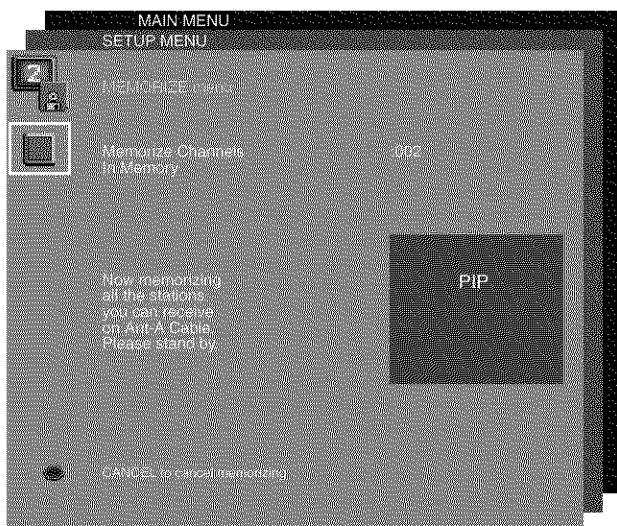 MAIN MENU
SETUP MENU
2
MEMORIZE menu
Memorize Channels :002
In Memory
Now memorizing
all the stations
you can receive
on Ant-A Cable.
Please stand by.
PIP
CANCEL to cancel memorizing